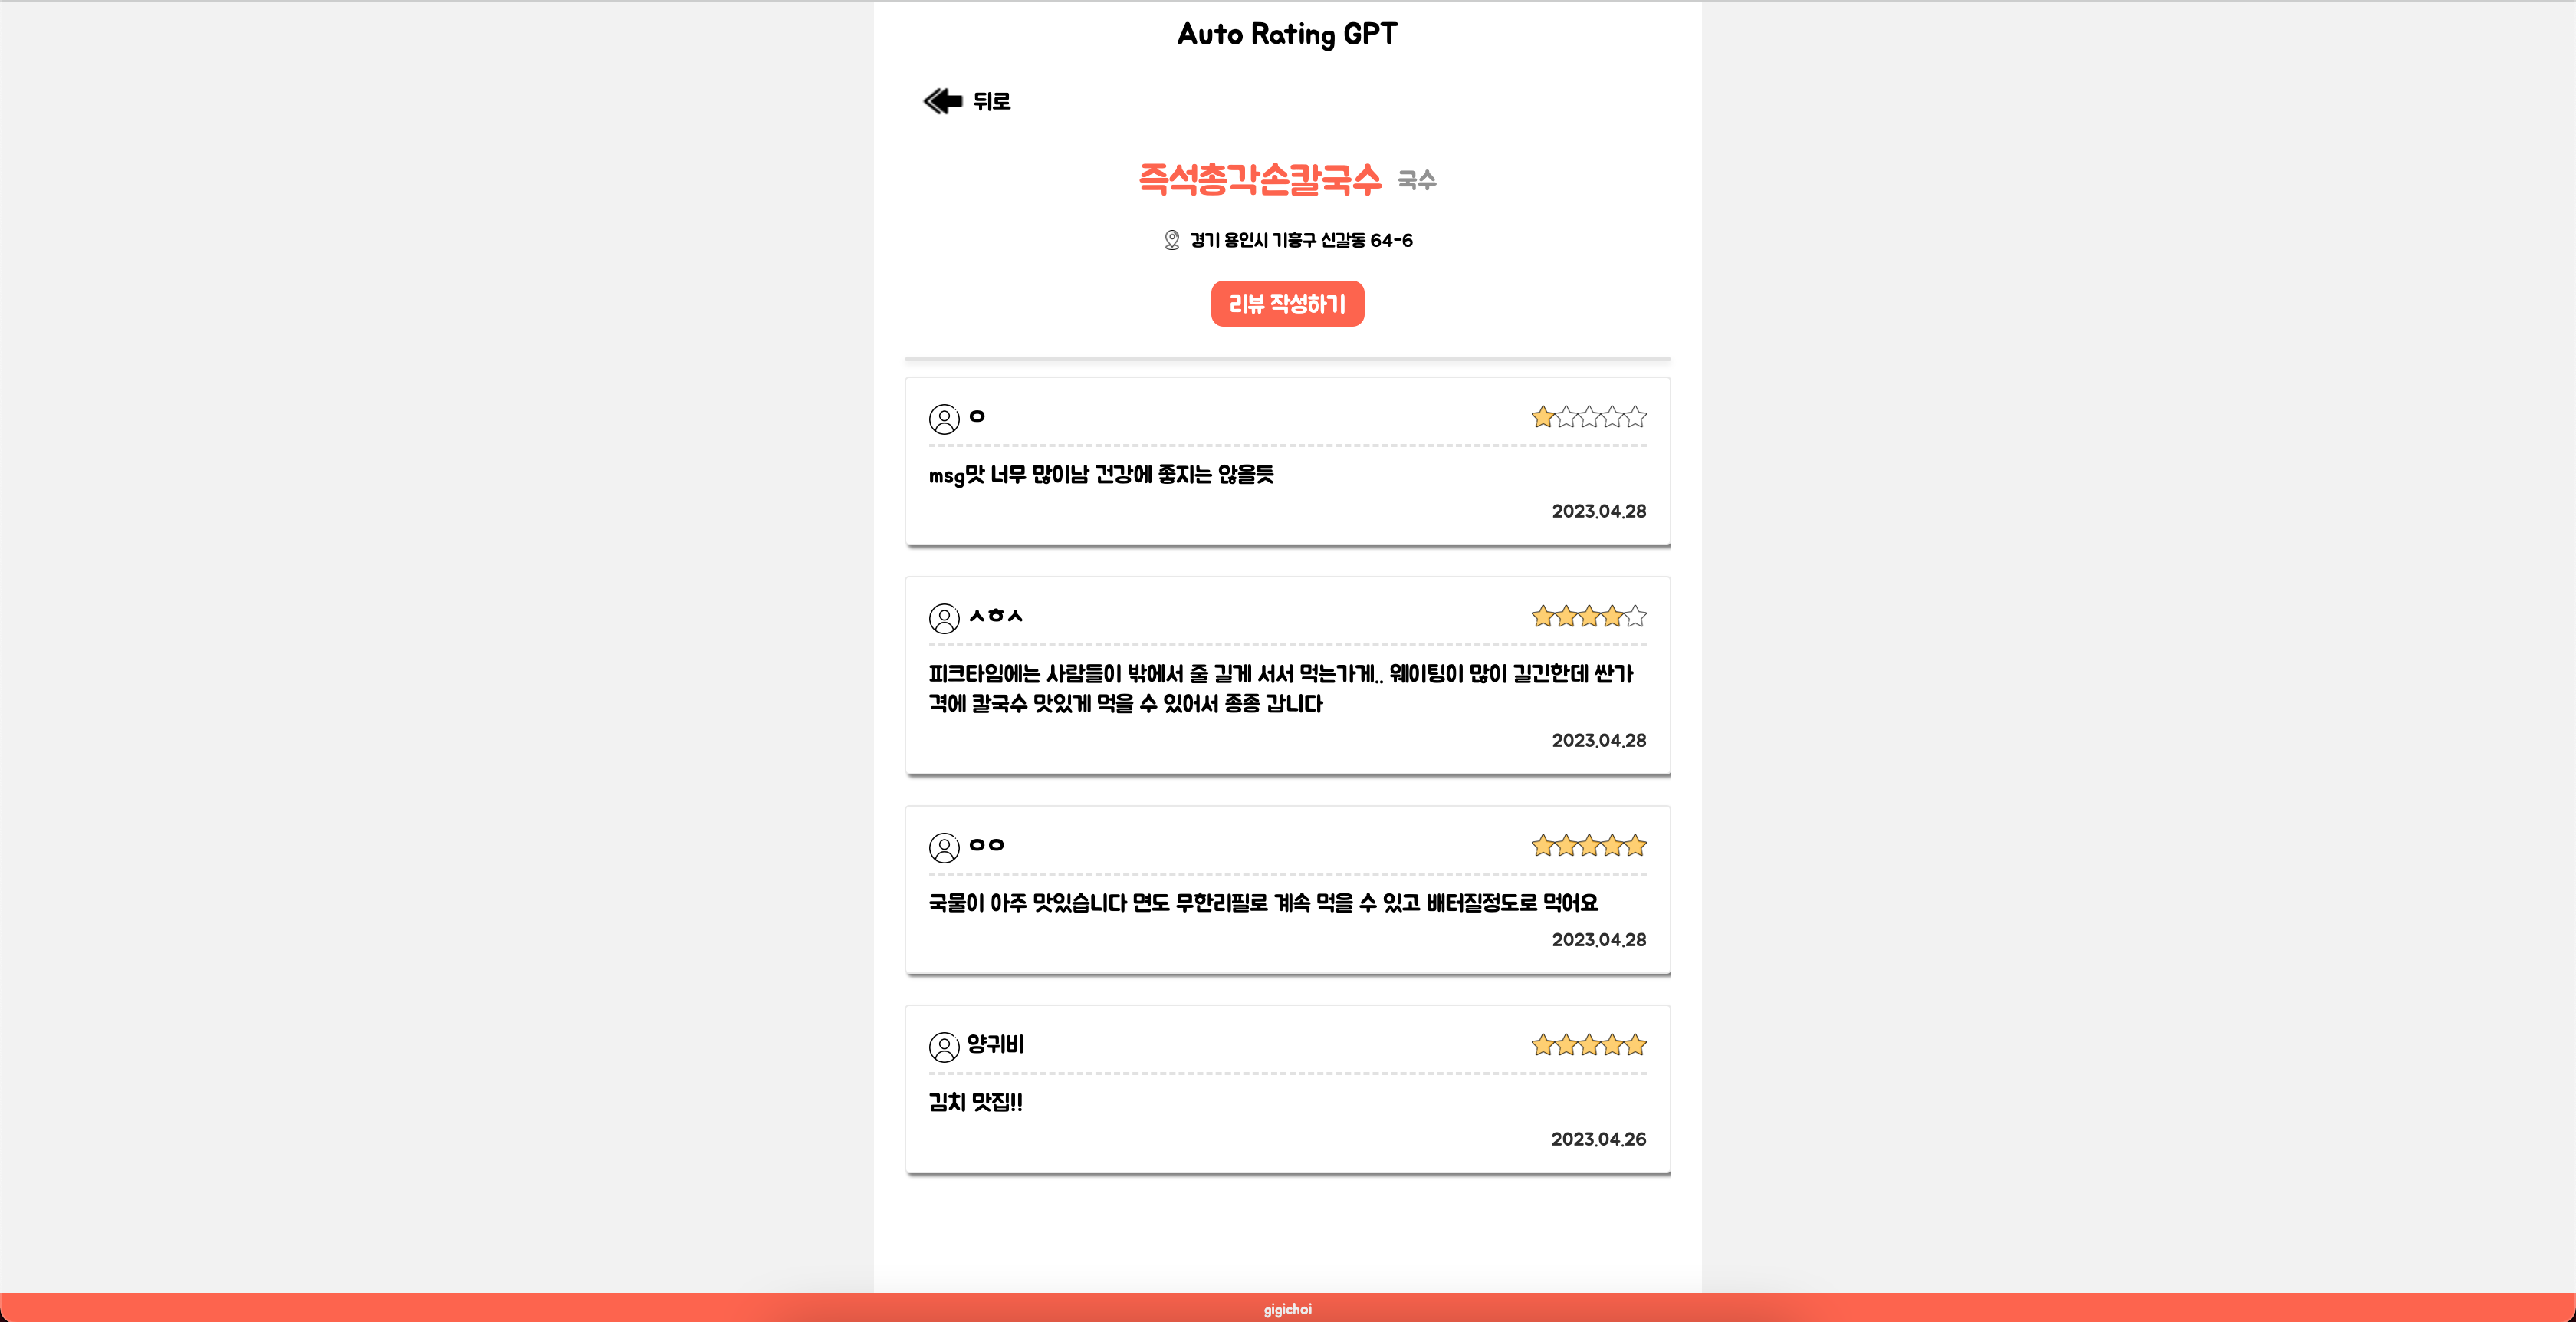 Auto Rating GPT
뒤로
즉석총각손칼국수 국수
경기 용인시 기흥구 신갈동 64-6
리뷰 작성하기
ㅇ
msg맛 너무 많이남 건강에 좋지는 않을듯
2023.04.28
ㅅㅎㅅ
피크타임에는 사람들이 밖에서 줄 길게 서서 먹는가게.. 웨이팅이 많이 길긴한데 싼가
격에 칼국수 맛있게 먹을 수 있어서 종종 갑니다
2023.04.28
ㅇㅇ
국물이 아주 맛있습니다 면도 무한리필로 계속 먹을 수 있고 배터질정도로 먹어요
2023.04.28
양귀비
김치 맛집!!
2023.04.26
gigichoi